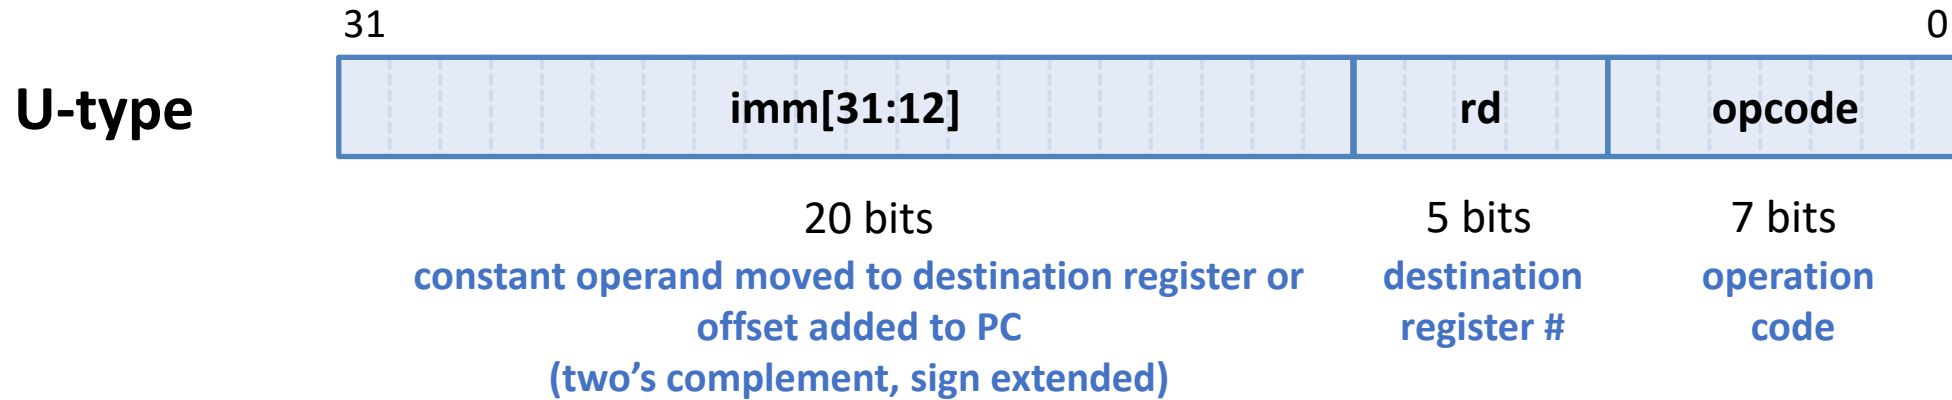 31 0
U-type imm[31:12] rd opcode
20 bits 5 bits 7 bits
constant operand moved to destination register or destination operation
offset added to PC register # code
(two’s complement, sign extended)